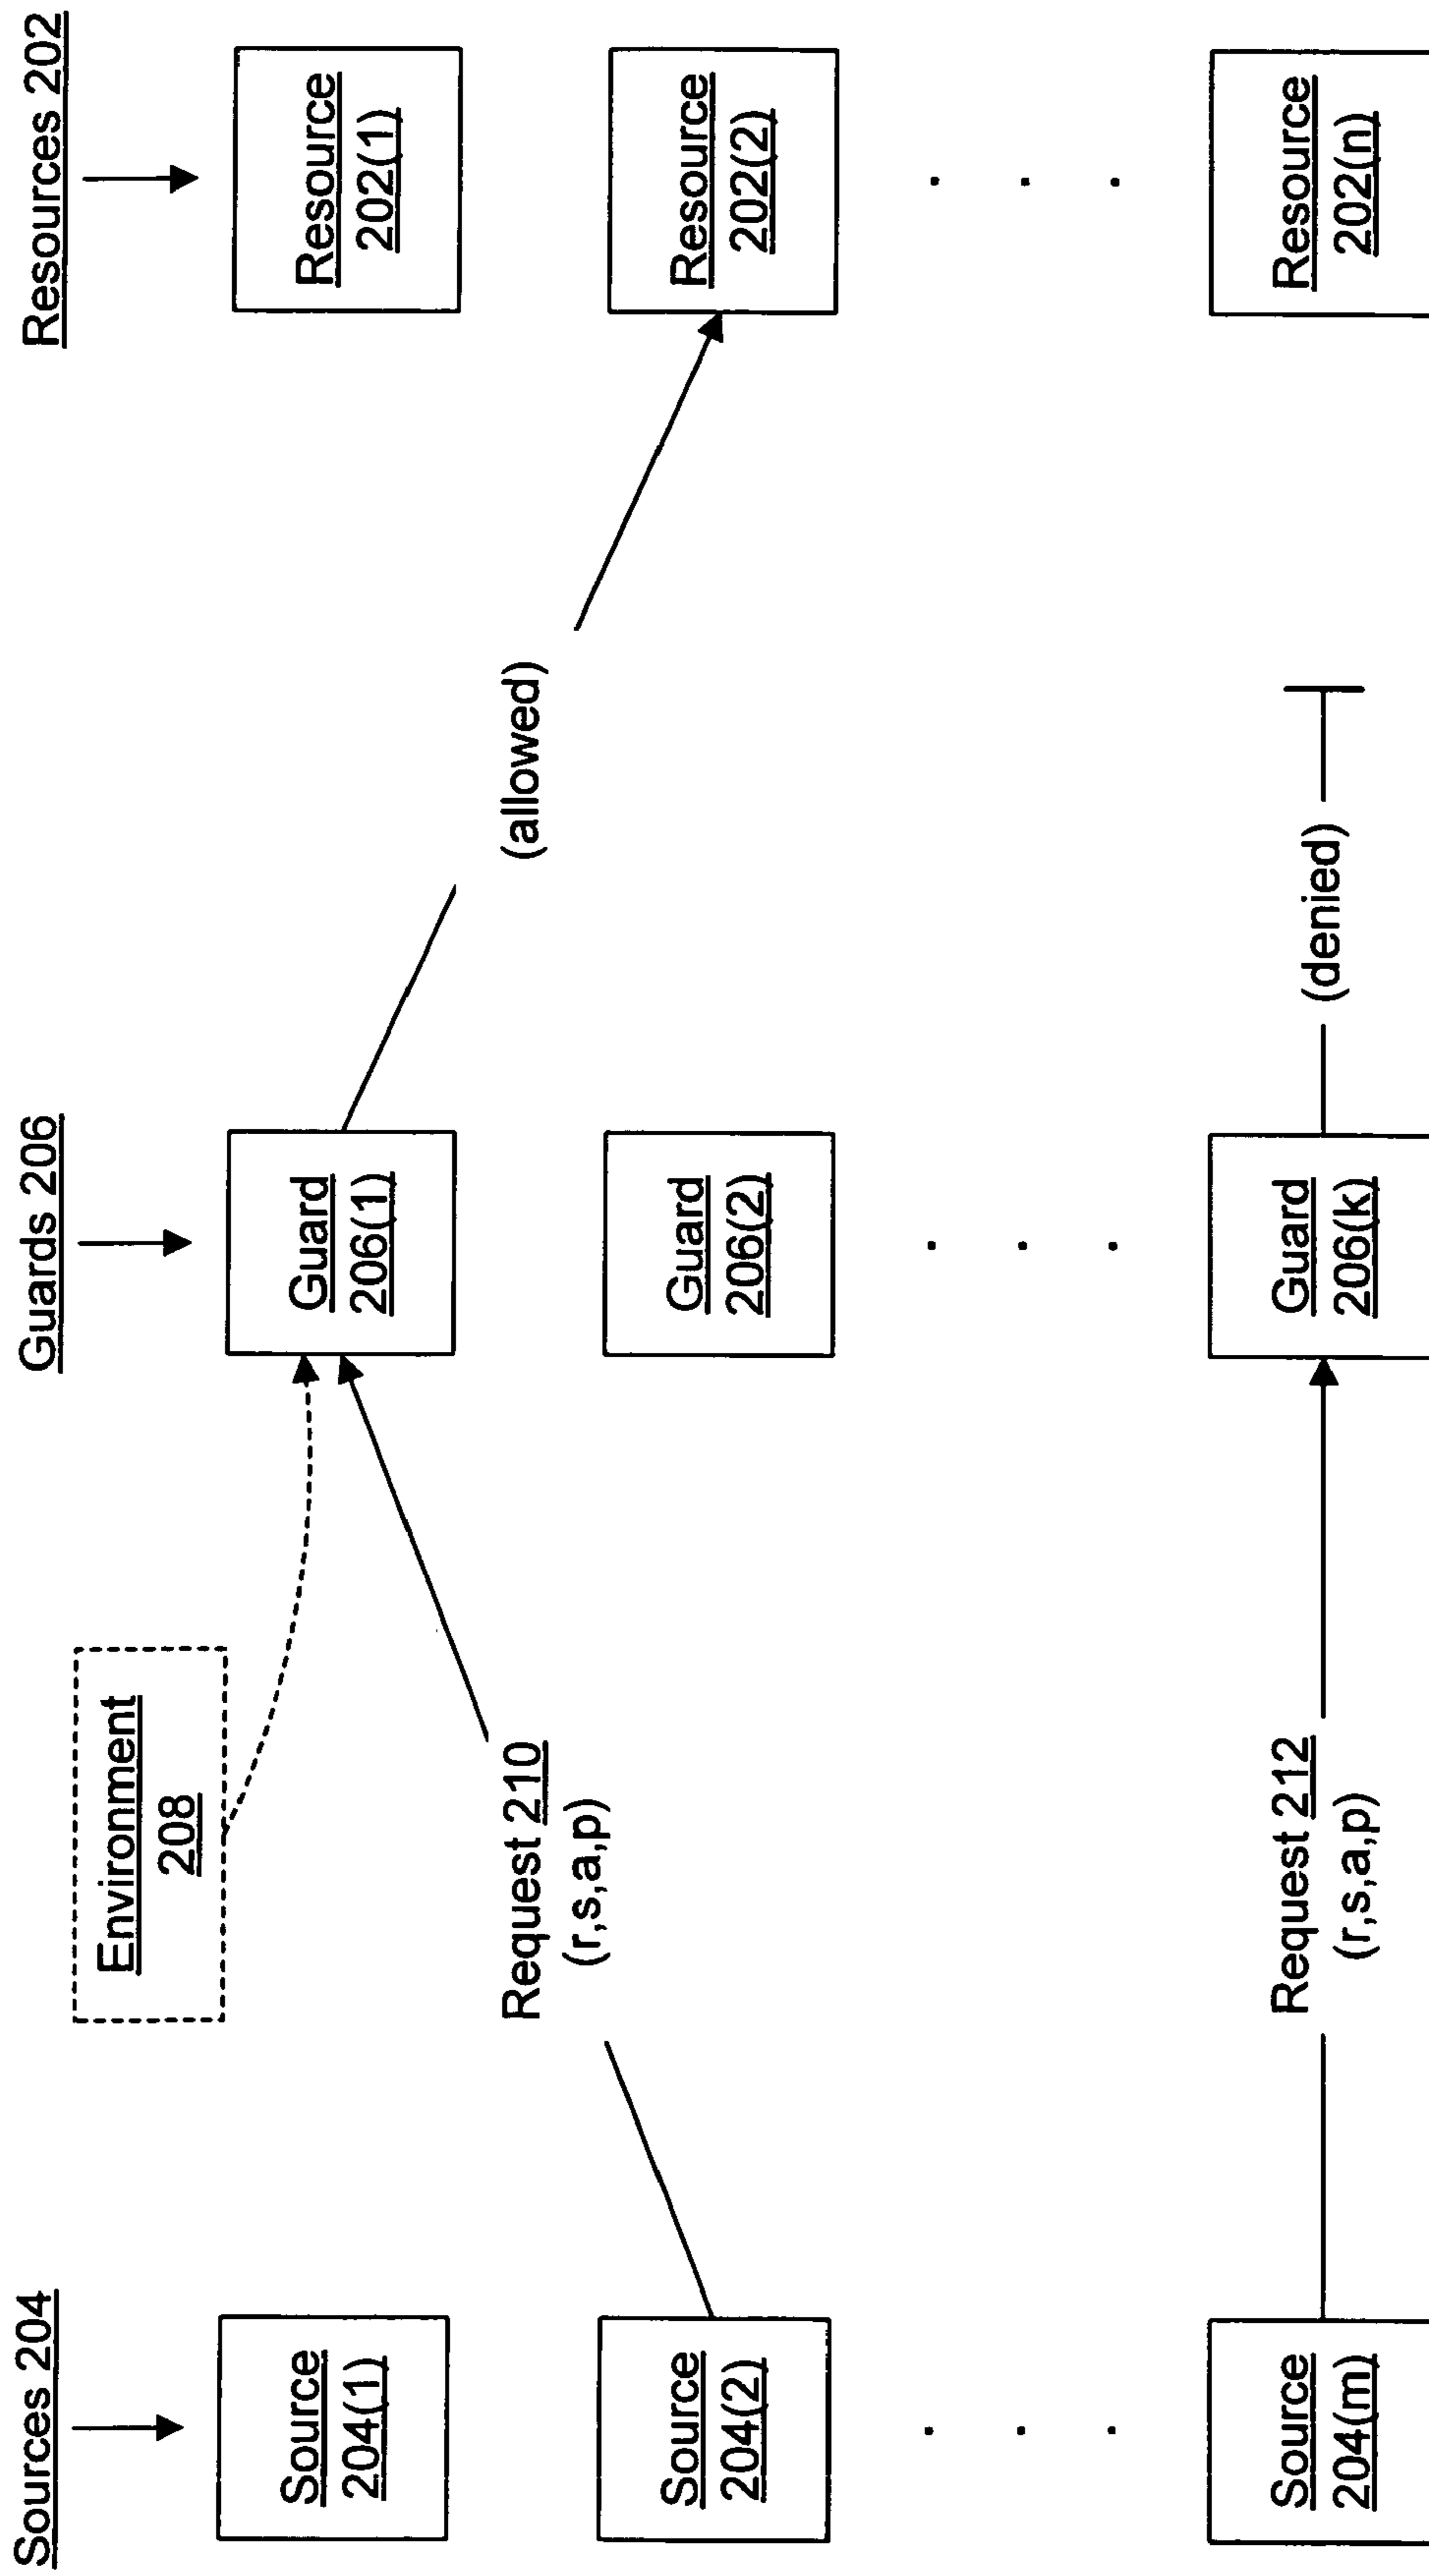 Sources 204
Guards 206
Resources 202
Environment
208
Source
204(1)
Guard
206(1)
Resource
202(1)
Request 210
(r,s,a,p)
(allowed)
Source
204(2)
Guard
206(2)
Resource
202(2)
Source
204(m)
Request 212
(r,s,a,p)
Guard
206(k)
(denied)
Resource
202(n)